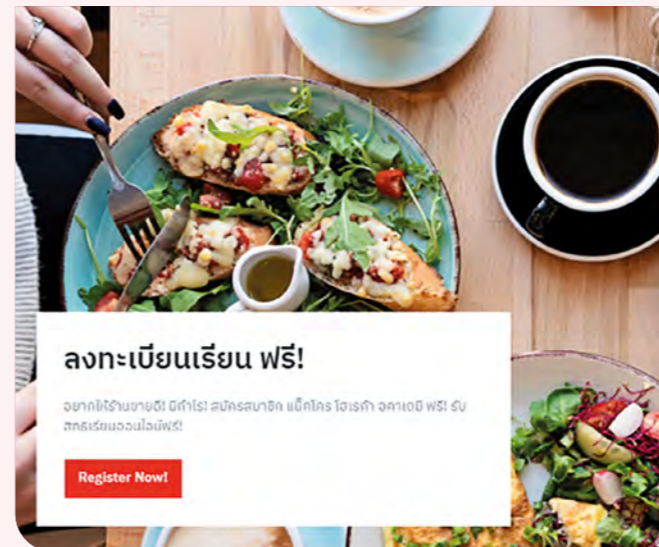 ลงทะเบียนเรียน ฟรี!
อยากให้ร้านขายดี! มีกำไร! สมัครสมาชิก แม็คโคร โฮเรก้า อคาเดมี ฟรี! รับ
สิทธิเรียนออนไลน์ฟรี!
Register Now!